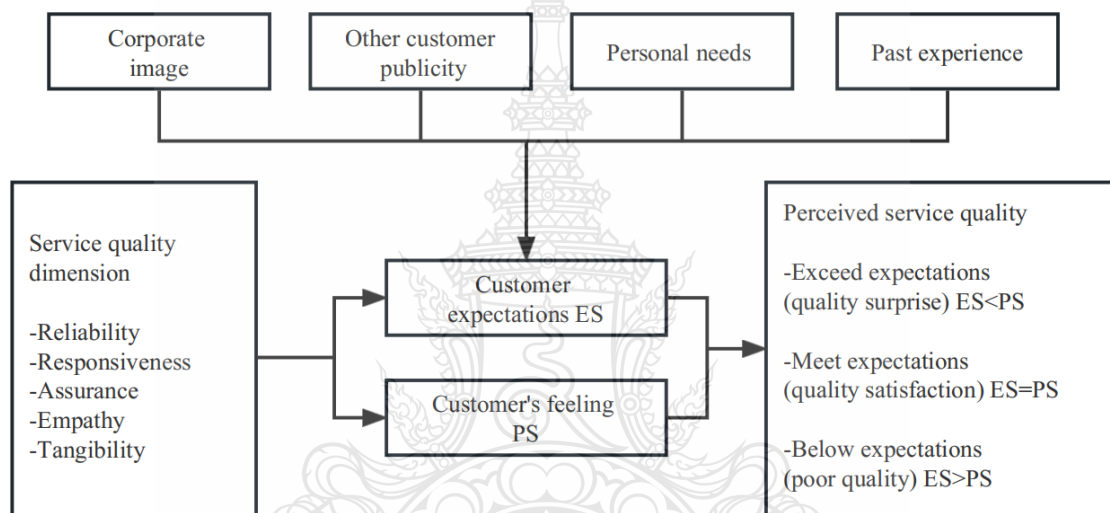 Corporate
image
Other customer
publicity
Personal needs
Past experience
Service quality
dimension
-Reliability
-Responsiveness
-Assurance
-Empathy
-Tangibility
Customer
expectations ES
Customer's feeling
PS
Perceived service quality
-Exceed expectations
(quality surprise) ES<PS
-Meet expectations
(quality satisfaction) ES=PS
-Below expectations
(poor quality) ES>PS